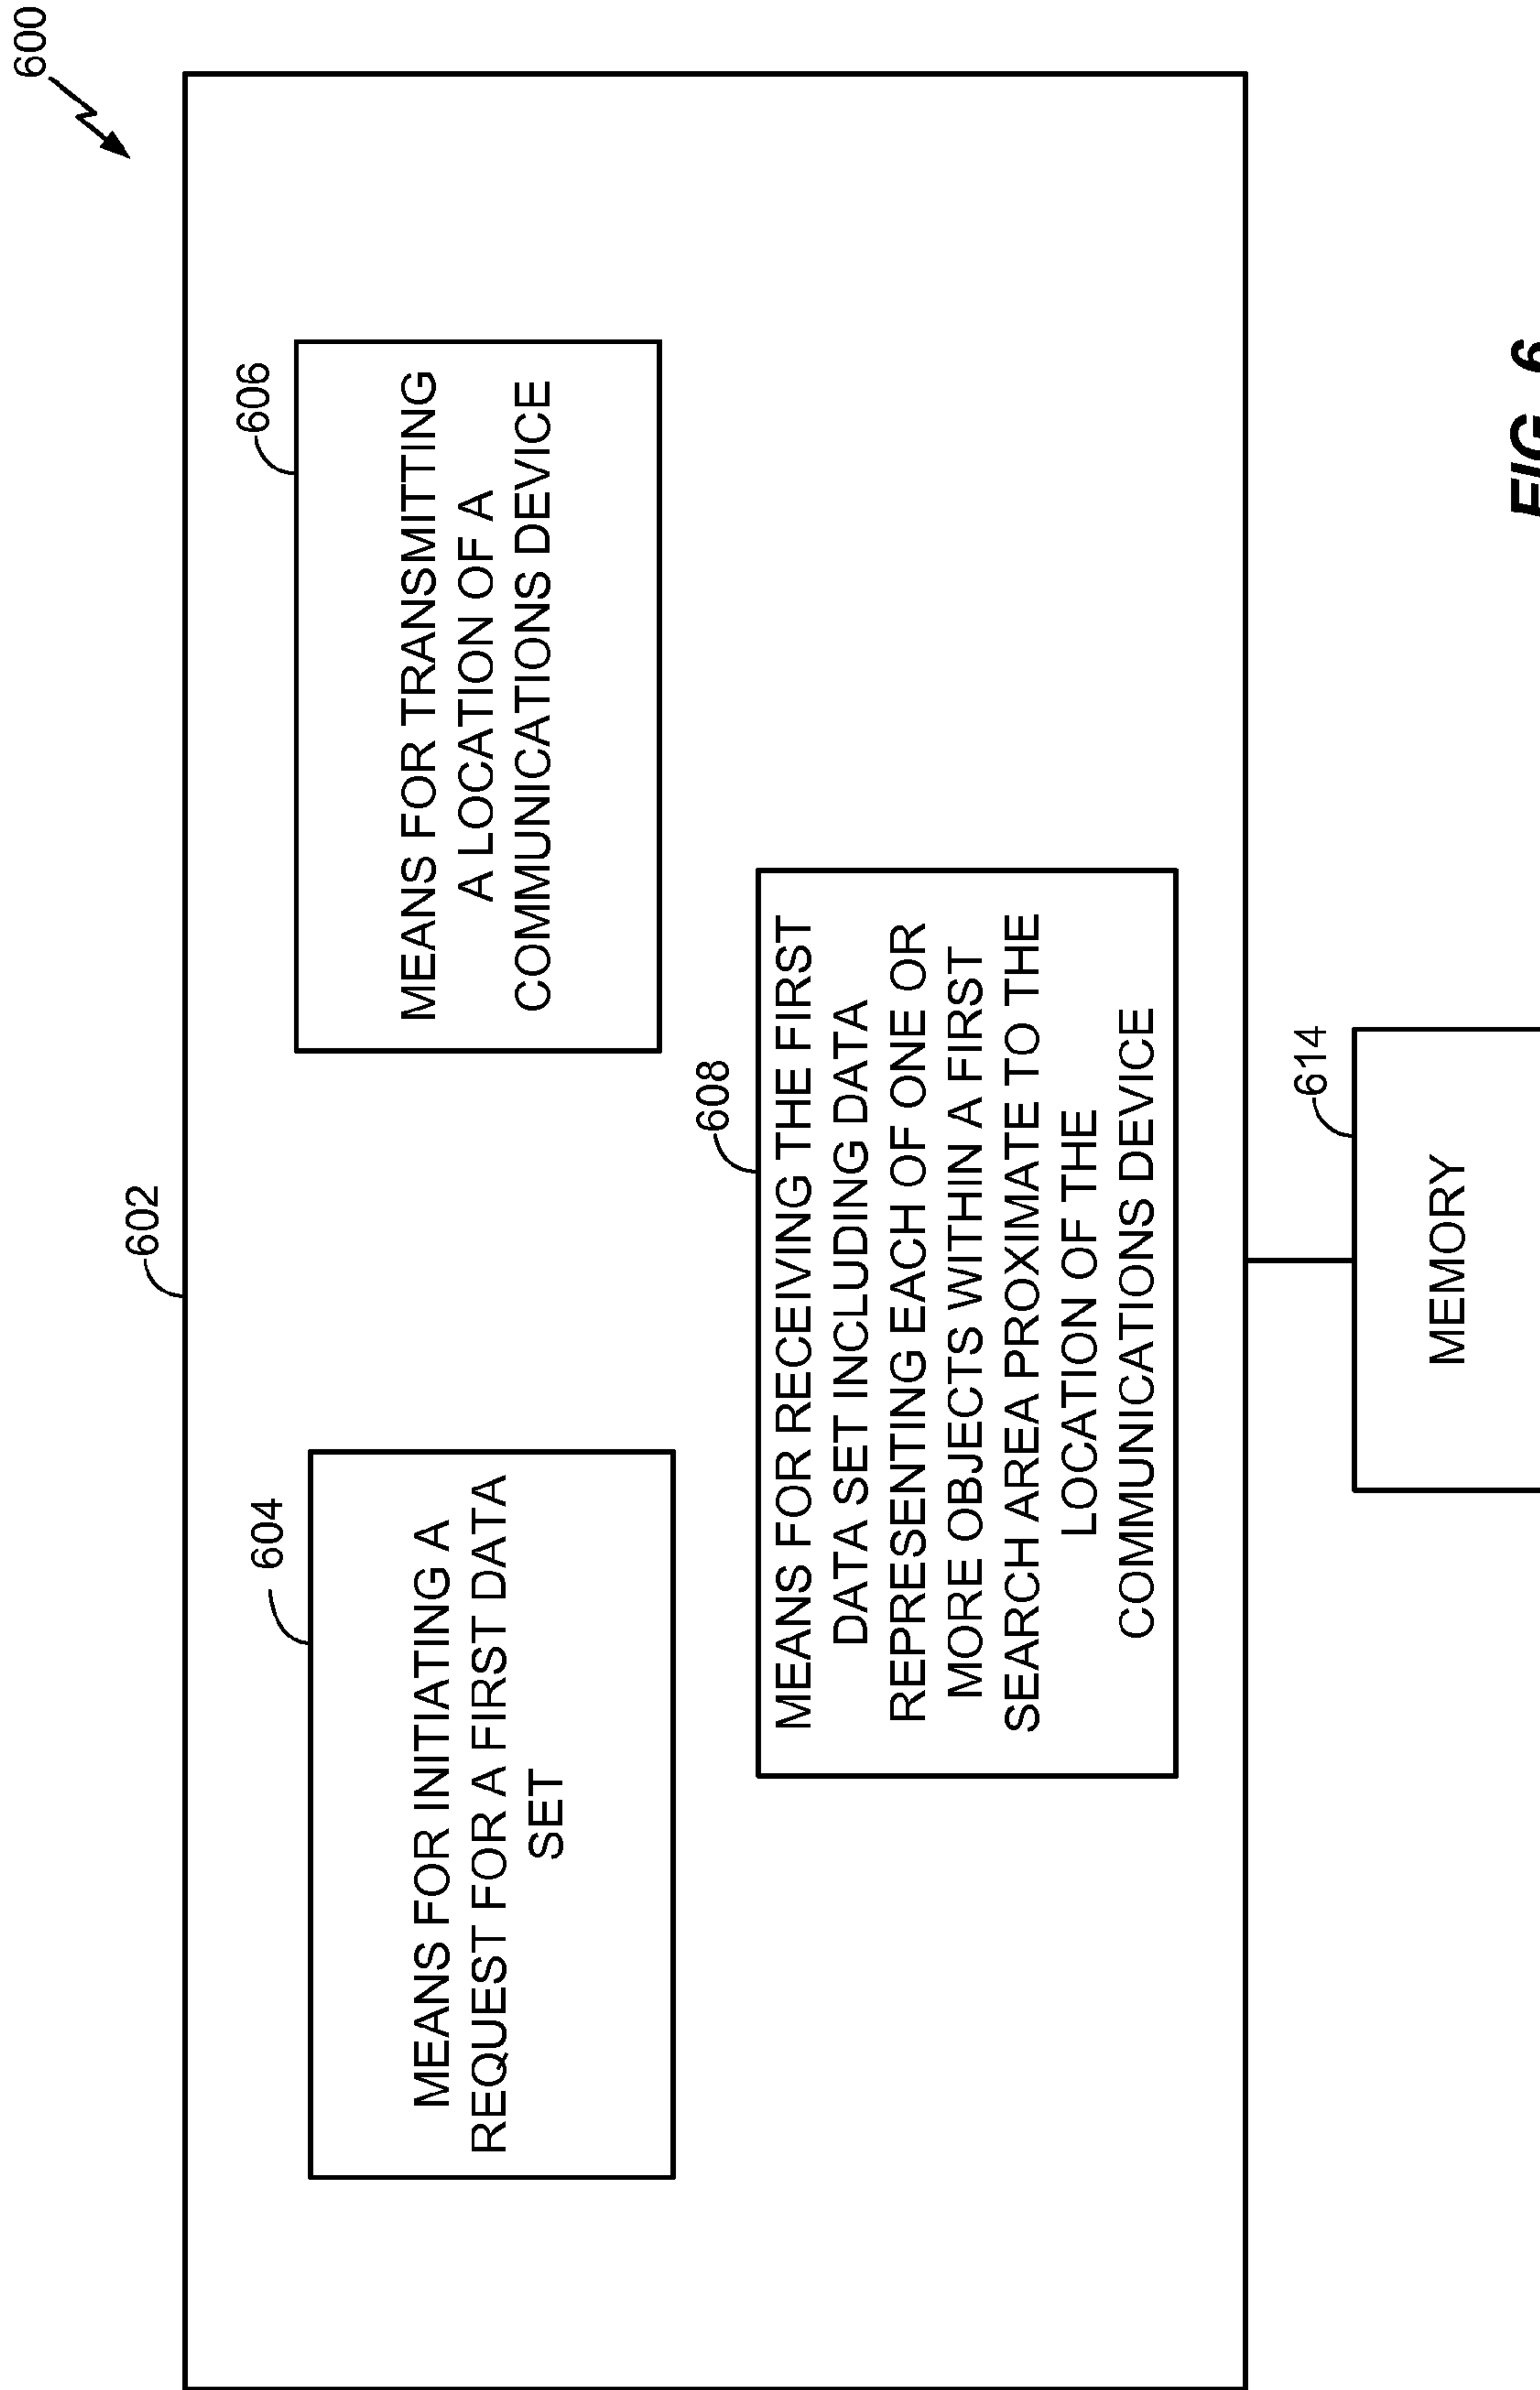 600
602
604
MEANS FOR INITIATING A
REQUEST FOR A FIRST DATA
SET
606
MEANS FOR TRANSMITTING
A LOCATION OF A
COMMUNICATIONS DEVICE
608
MEANS FOR RECEIVING THE FIRST
DATA SET INCLUDING DATA
REPRESENTING EACH OF ONE OR
MORE OBJECTS WITHIN A FIRST
SEARCH AREA PROXIMATE TO THE
LOCATION OF THE
COMMUNICATIONS DEVICE
614
MEMORY
FIG. 6